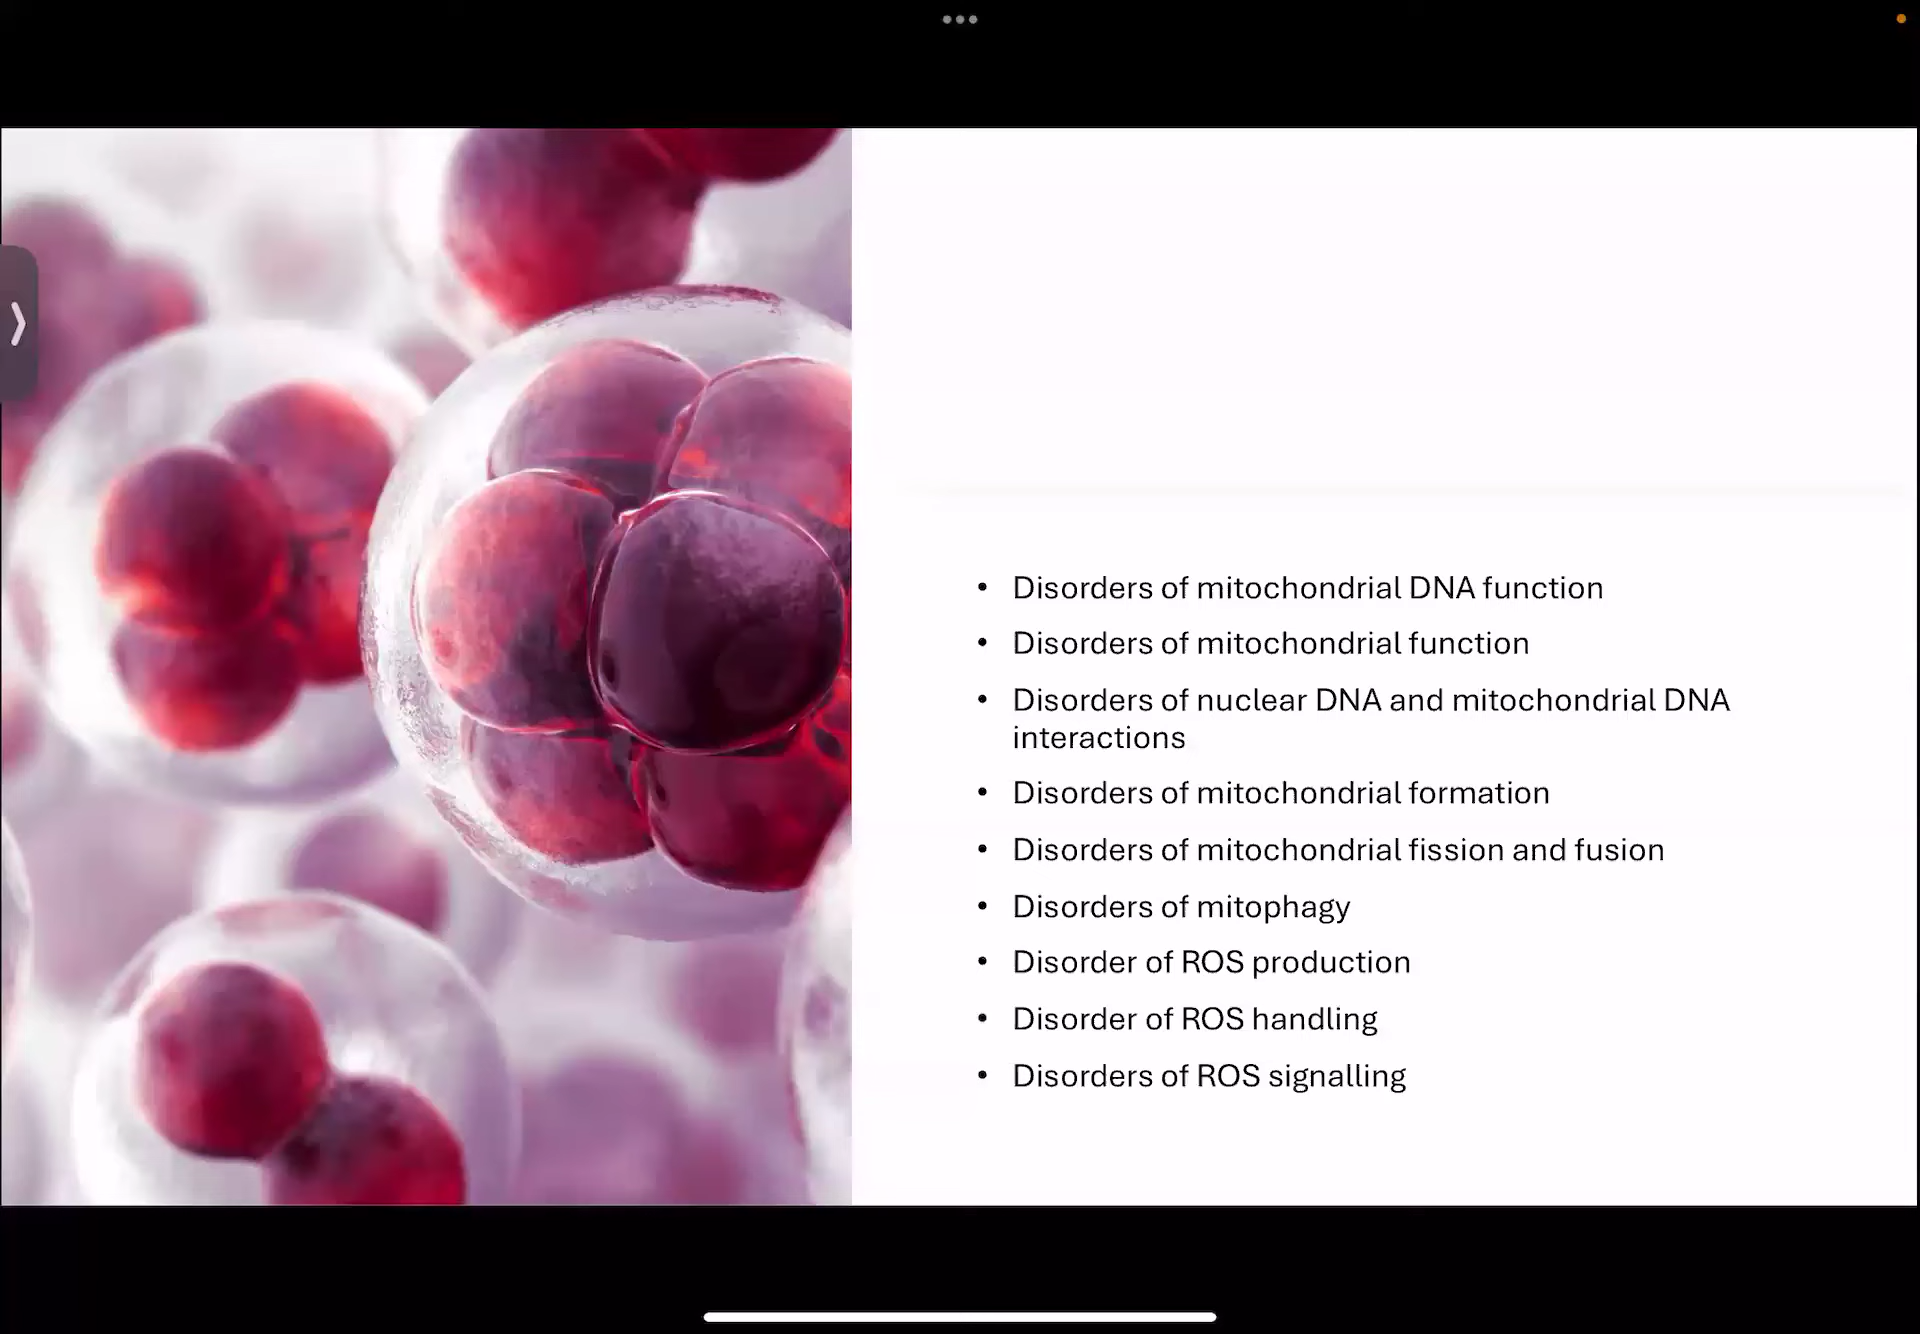 • Disorders of mitochondrial DNA function
• Disorders of mitochondrial function
• Disorders of nuclear DNA and mitochondrial DNA
interactions
• Disorders of mitochondrial formation
• Disorders of mitochondrial fission and fusion
• Disorders of mitophagy
• Disorder of ROS production
• Disorder of ROS handling
• Disorders of ROS signalling